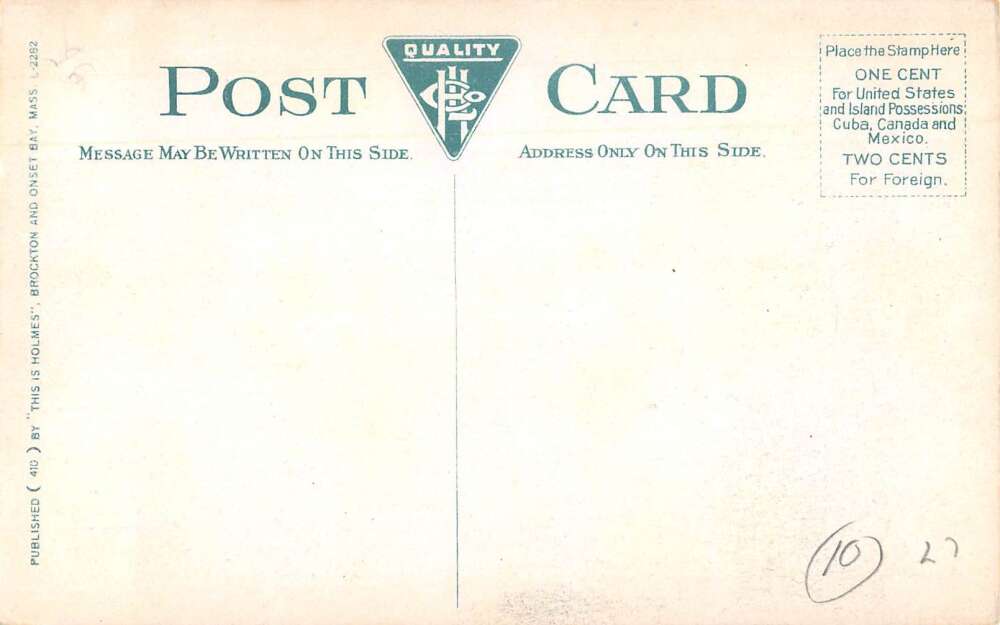 POST CARD
QUALITY
MESSAGE MAY BE WRITTEN ON THIS SIDE.
ADDRESS ONLY ON THIS SIDE.
Place the Stamp Here
ONE CENT
For United States
and Island Possessions,
Cuba, Canada and
Mexico.
TWO CENTS
For Foreign.
PUBLISHED ( 410 ) BY "THIS IS HOLMES", BROCKTON AND ONSET BAY, MASS L-2282
10